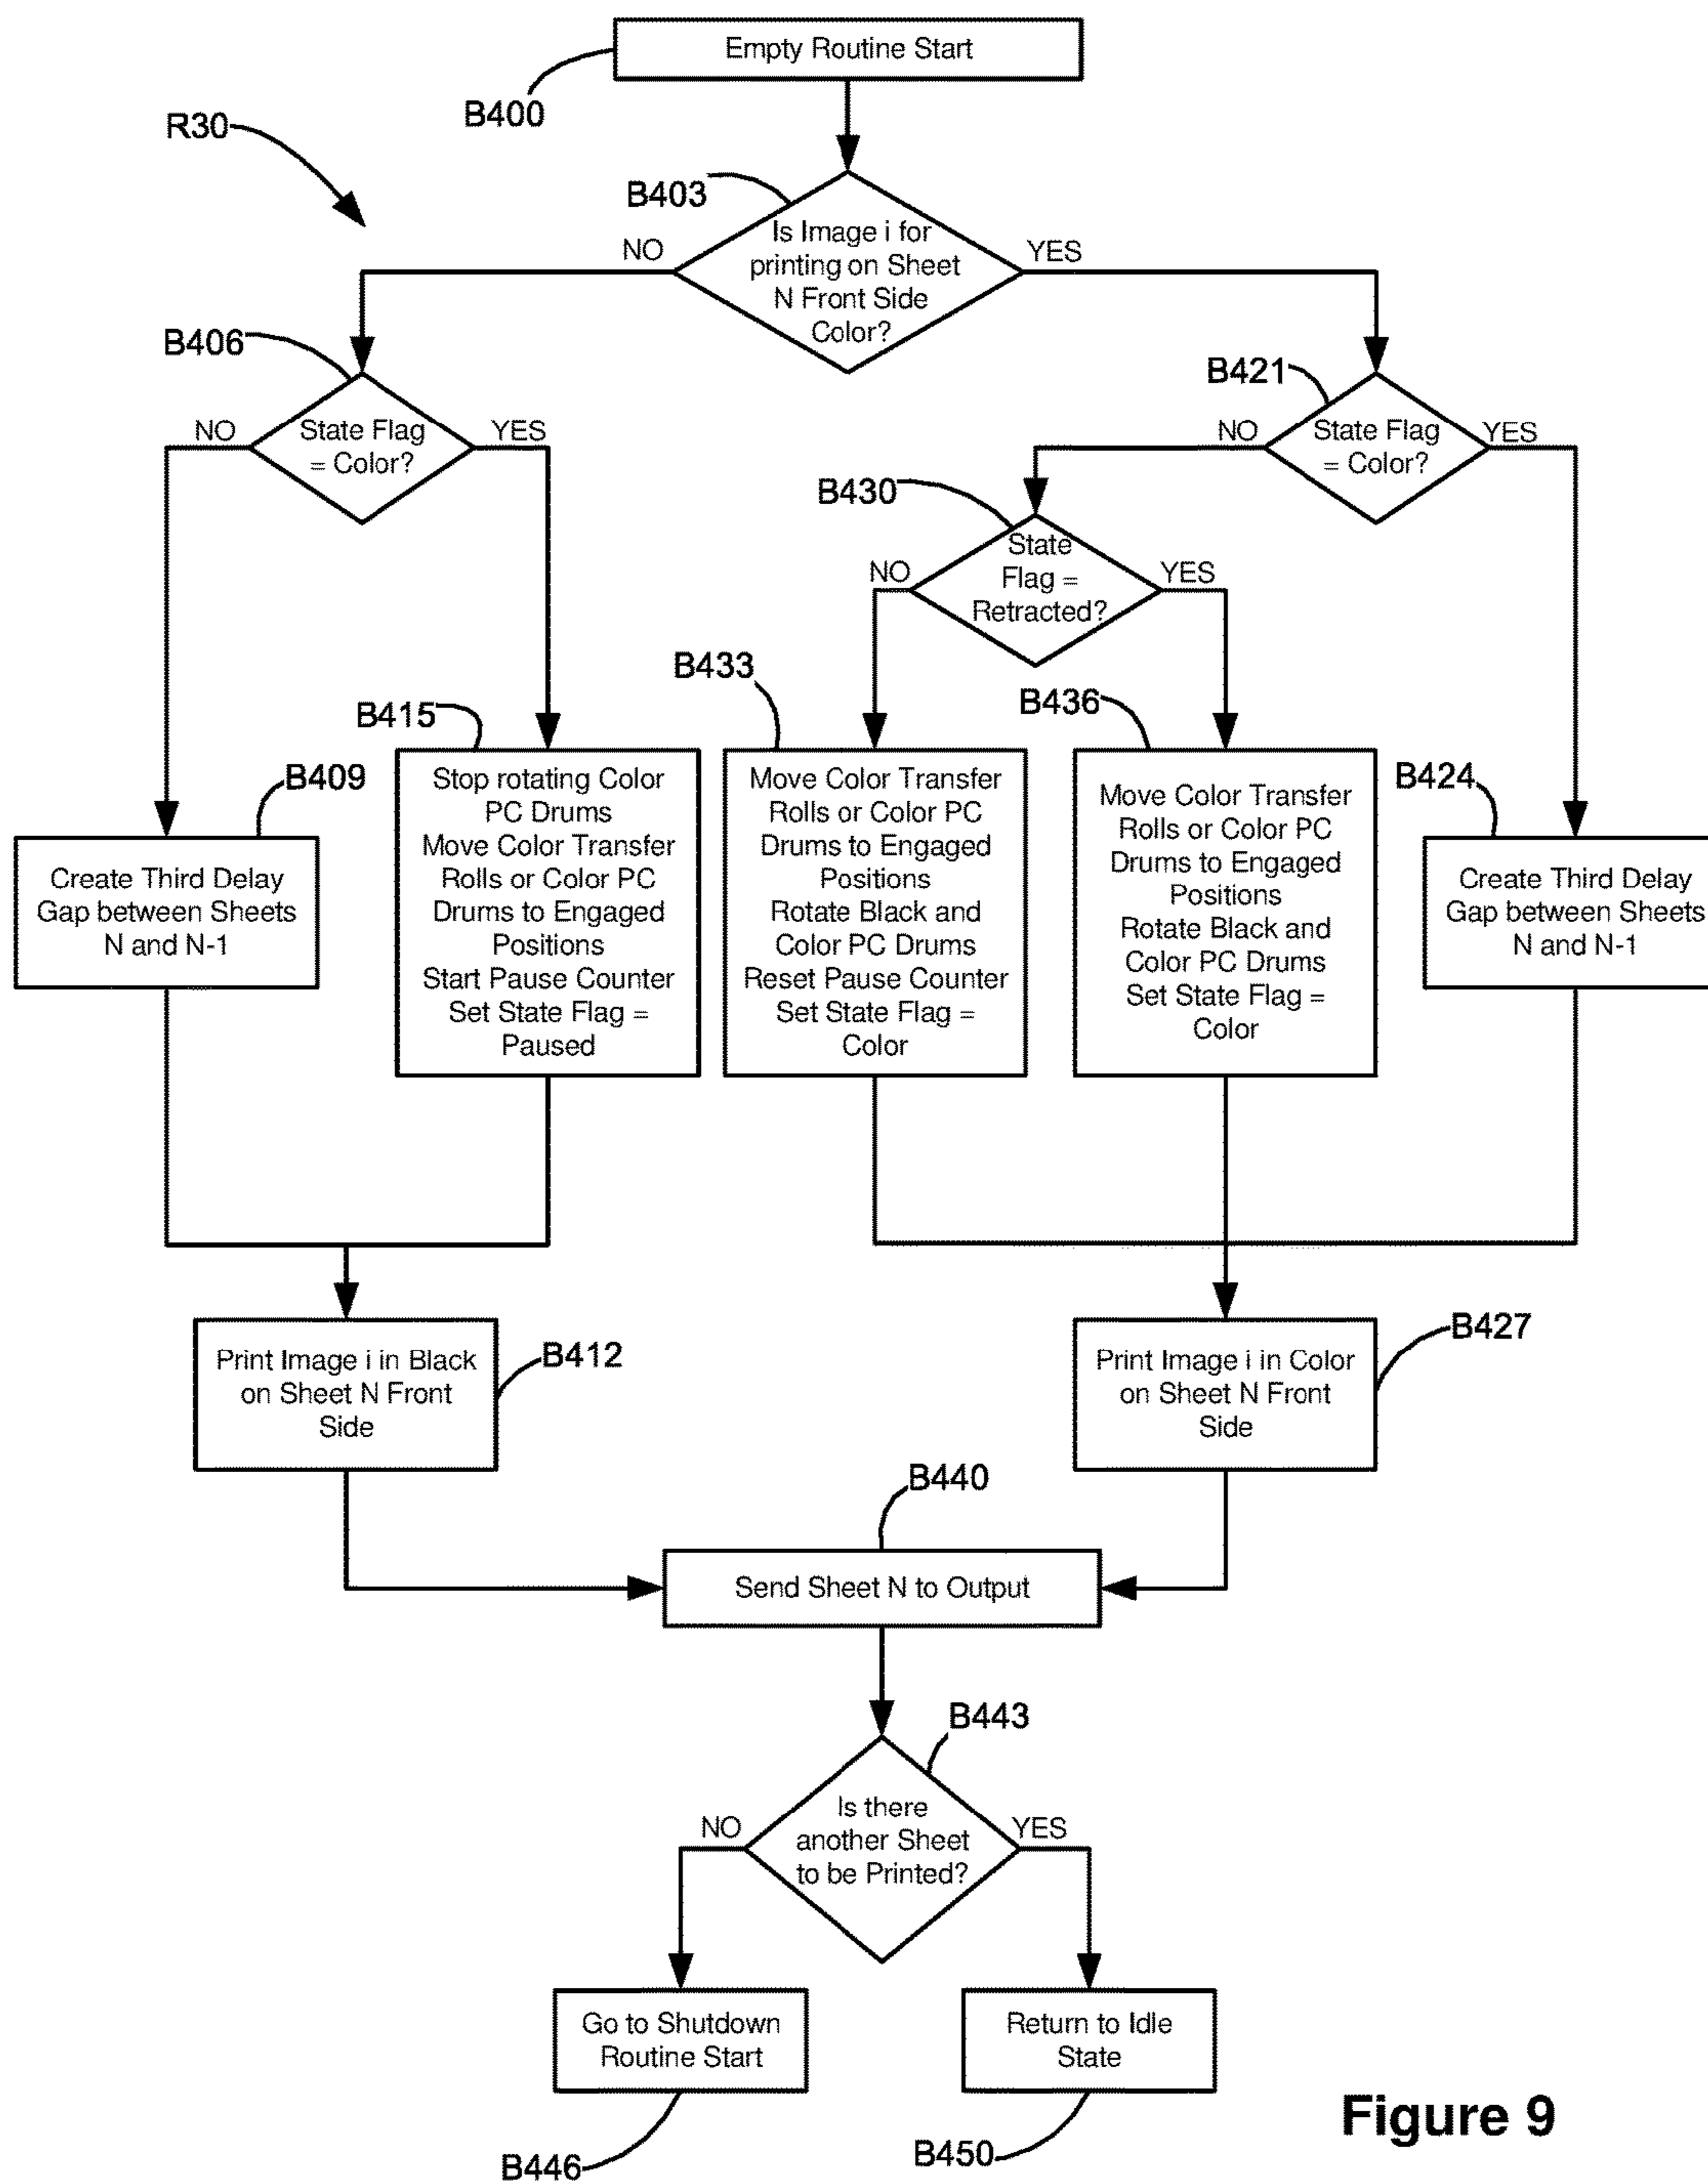 Empty Routine Start
B400
R30
B403
Is Image i for
printing on Sheet
N Front Side
Color?
NO
YES
B406
State Flag
= Color?
NO
YES
B421
State Flag
= Color?
NO
YES
B430
State
Flag =
Retracted?
NO
YES
B409
Create Third Delay
Gap between Sheets
N and N-1
B415
Stop rotating Color
PC Drums
Move Color Transfer
Rolls or Color PC
Drums to Engaged
Positions
Start Pause Counter
Set State Flag =
Paused
B433
Move Color Transfer
Rolls or Color PC
Drums to Engaged
Positions
Rotate Black and
Color PC Drums
Reset Pause Counter
Set State Flag =
Color
B436
Move Color Transfer
Rolls or Color PC
Drums to Engaged
Positions
Rotate Black and
Color PC Drums
Set State Flag =
Color
B424
Create Third Delay
Gap between Sheets
N and N-1
Print Image i in Black
on Sheet N Front
Side
B412
Print Image i in Color
on Sheet N Front
Side
B427
B440
Send Sheet N to Output
B443
Is there
another Sheet
to be Printed?
NO
YES
Go to Shutdown
Routine Start
B446
Return to Idle
State
B450
Figure 9